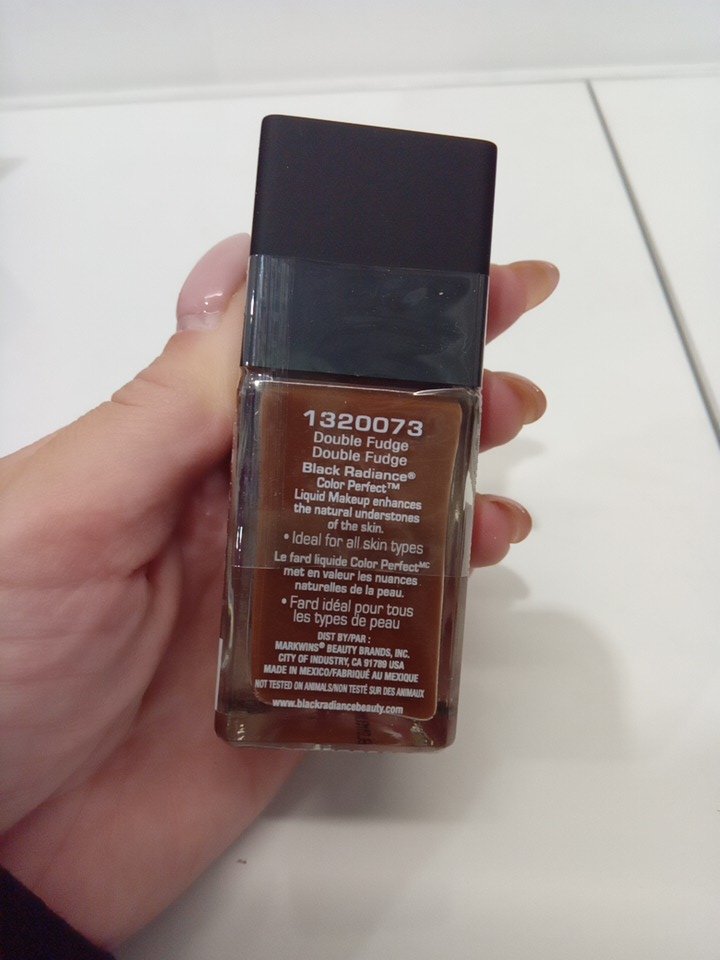 1320073
Double Fudge
Double Fudge
Black Radiance®
Color Perfect™
Liquid Makeup enhances
the natural understones
of the skin.
• Ideal for all skin types
Le fard liquide Color Perfect MC
met en valeur les nuances
naturelles de la peau.
• Fard idéal pour tous
les types de peau
DIST BY/PAR :
MARKWINS® BEAUTY BRANDS, INC.
CITY OF INDUSTRY, CA 91789 USA
MADE IN MEXICO/FABRIQUÉ AU MEXIQUE
NOT TESTED ON ANIMALS/NON TESTÉ SUR DES ANIMAUX
www.blackradiancebeauty.com